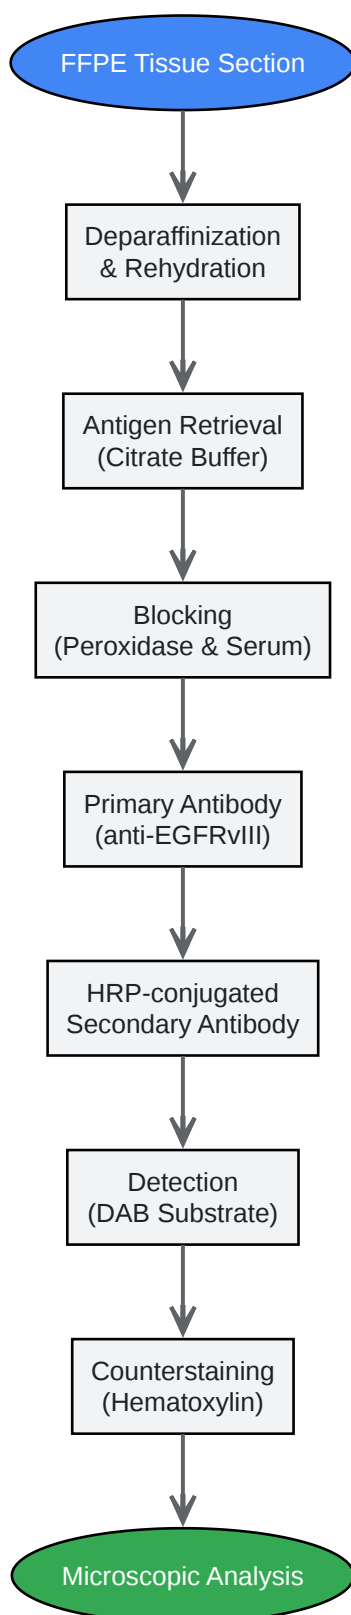 FFPE Tissue Section
Deparaffinization
& Rehydration
Antigen Retrieval
(Citrate Buffer)
Blocking
(Peroxidase & Serum)
Primary Antibody
(anti-EGFRvIII)
HRP-conjugated
Secondary Antibody
Detection
(DAB Substrate)
Counterstaining
(Hematoxylin)
Microscopic Analysis